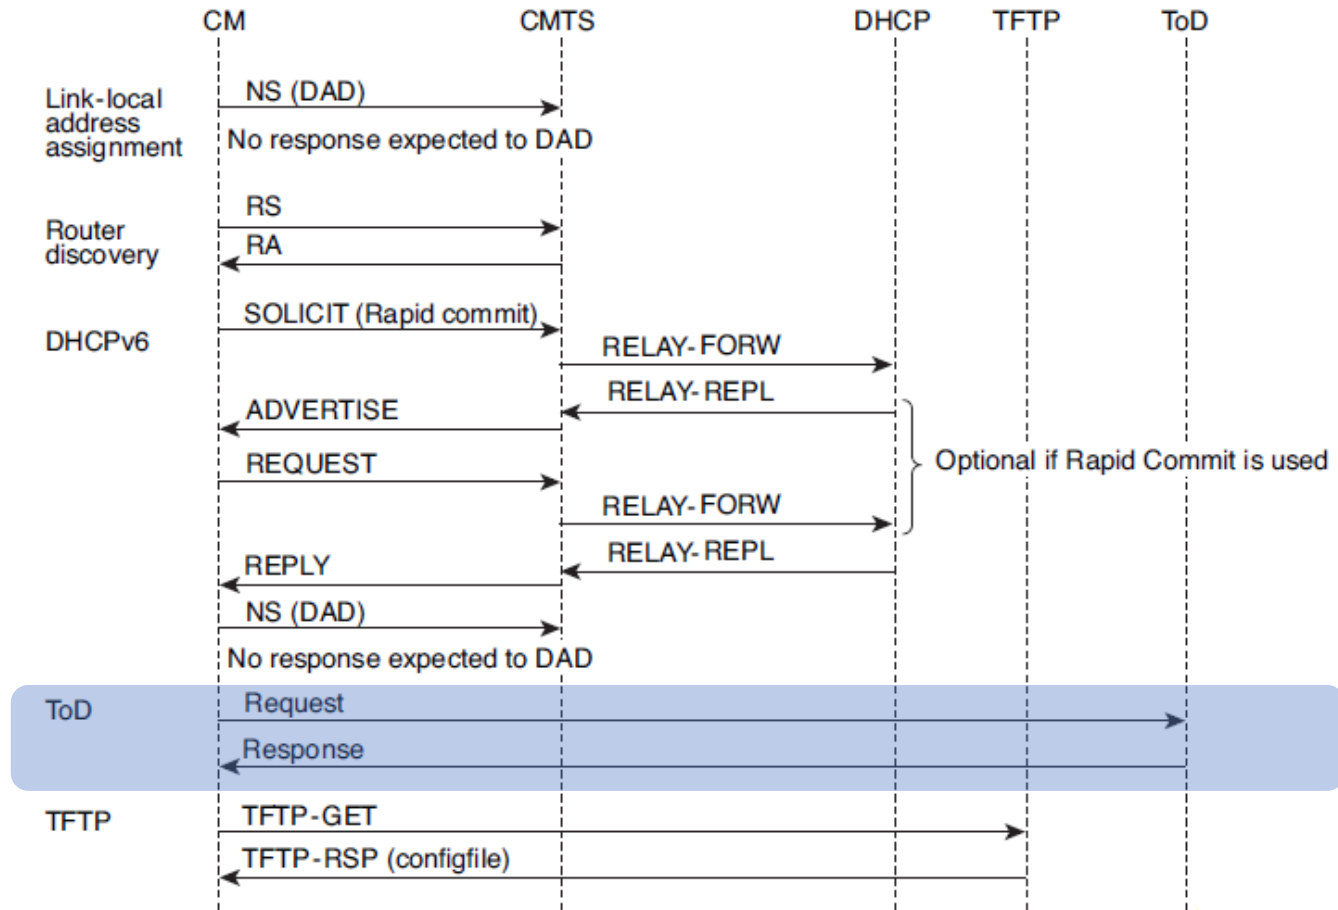 CM CMTS DHCP TFTP ToD
Link-local
address
assignment
NS (DAD)
No response expected to DAD
Router
discovery
RS
RA
DHCPv6
SOLICIT (Rapid commit)
RELAY-FORW
RELAY-REPL
ADVERTISE
REQUEST
Optional if Rapid Commit is used
RELAY-FORW
RELAY-REPL
REPLY
NS (DAD)
No response expected to DAD
ToD
Request
Response
TFTP
TFTP-GET
TFTP-RSP (configfile)